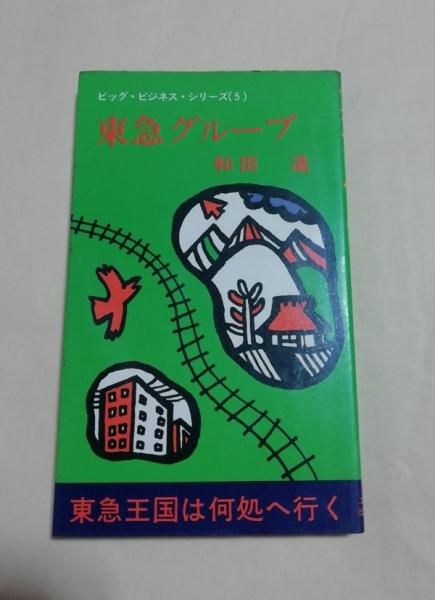 ビッグ・ビジネス・シリーズ(5)
東急グループ
和田 進
東急王国は何処へ行く